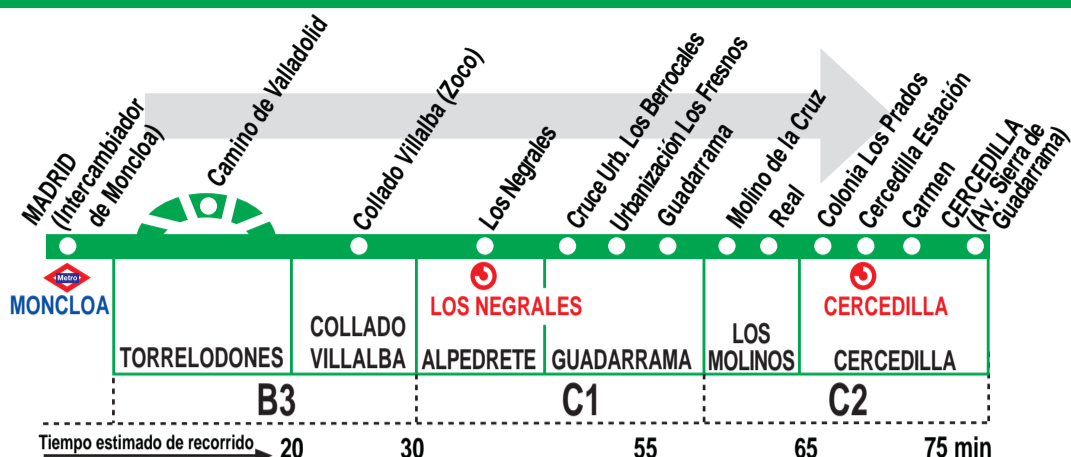 MADRID
(Intercambiador
de Moncloa)
Camino de Valladolid
Collado Villalba (Zoco)
Los Negrales
Cruce Urb. Los Berrocales
Urbanización Los Fresnos
Guadarrama
Molino de la Cruz
Real
Colonia Los Prados
Cercedilla Estación
Carmen
CERCEDILLA
(Av. Sierra de
Guadarrama)
Metro
MONCLOA
LOS NEGRALES
CERCEDILLA
TORRELODONES
COLLADO
VILLALBA
ALPEDRETE
GUADARRAMA
LOS
MOLINOS
CERCEDILLA
B3
C1
C2
Tiempo estimado de recorrido
20
30
55
65
75 min